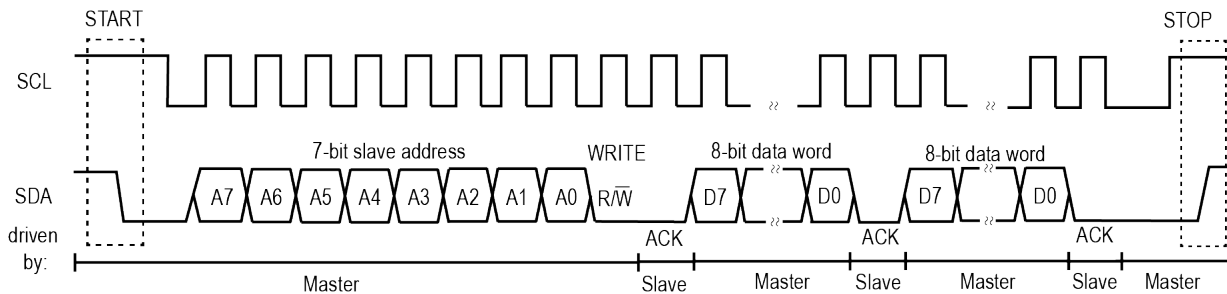 START STOP
SCL
7-bit slave address WRITE 8-bit data word 8-bit data word
SDA A7 A6 A5 A4 A3 A2 A1 A0 R/W̅ D7 D0 D7 D0
driven ACK ACK ACK
by: Master Slave Master Slave Master Slave Master